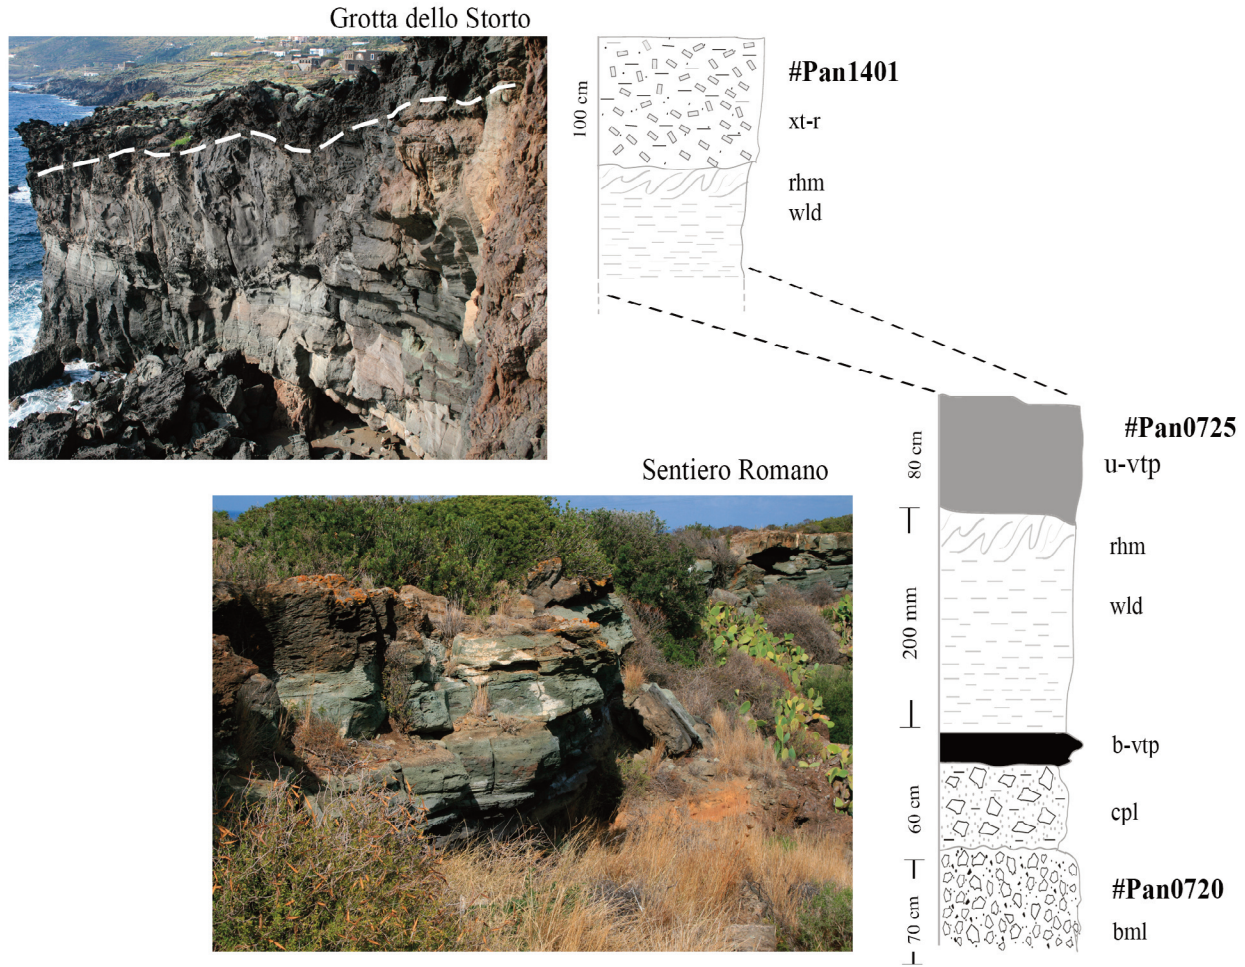 Grotta dello Storto
100 cm
#Pan1401
xt-r
rhm
wld
Sentiero Romano
80 cm
#Pan0725
u-vtp
rhm
200 mm
wld
b-vtp
60 cm
cpl
70 cm
#Pan0720
bml